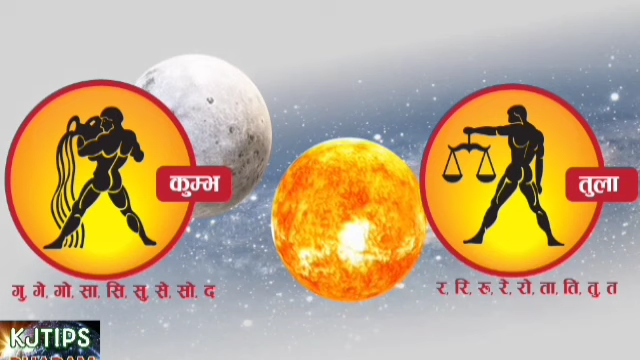 कुम्भ
तुला
गु, गे, गो, सा, सि, सु, से, सो, द
र, रि, रू, रे, रो, ता, ति, तु, त
KJTIPS